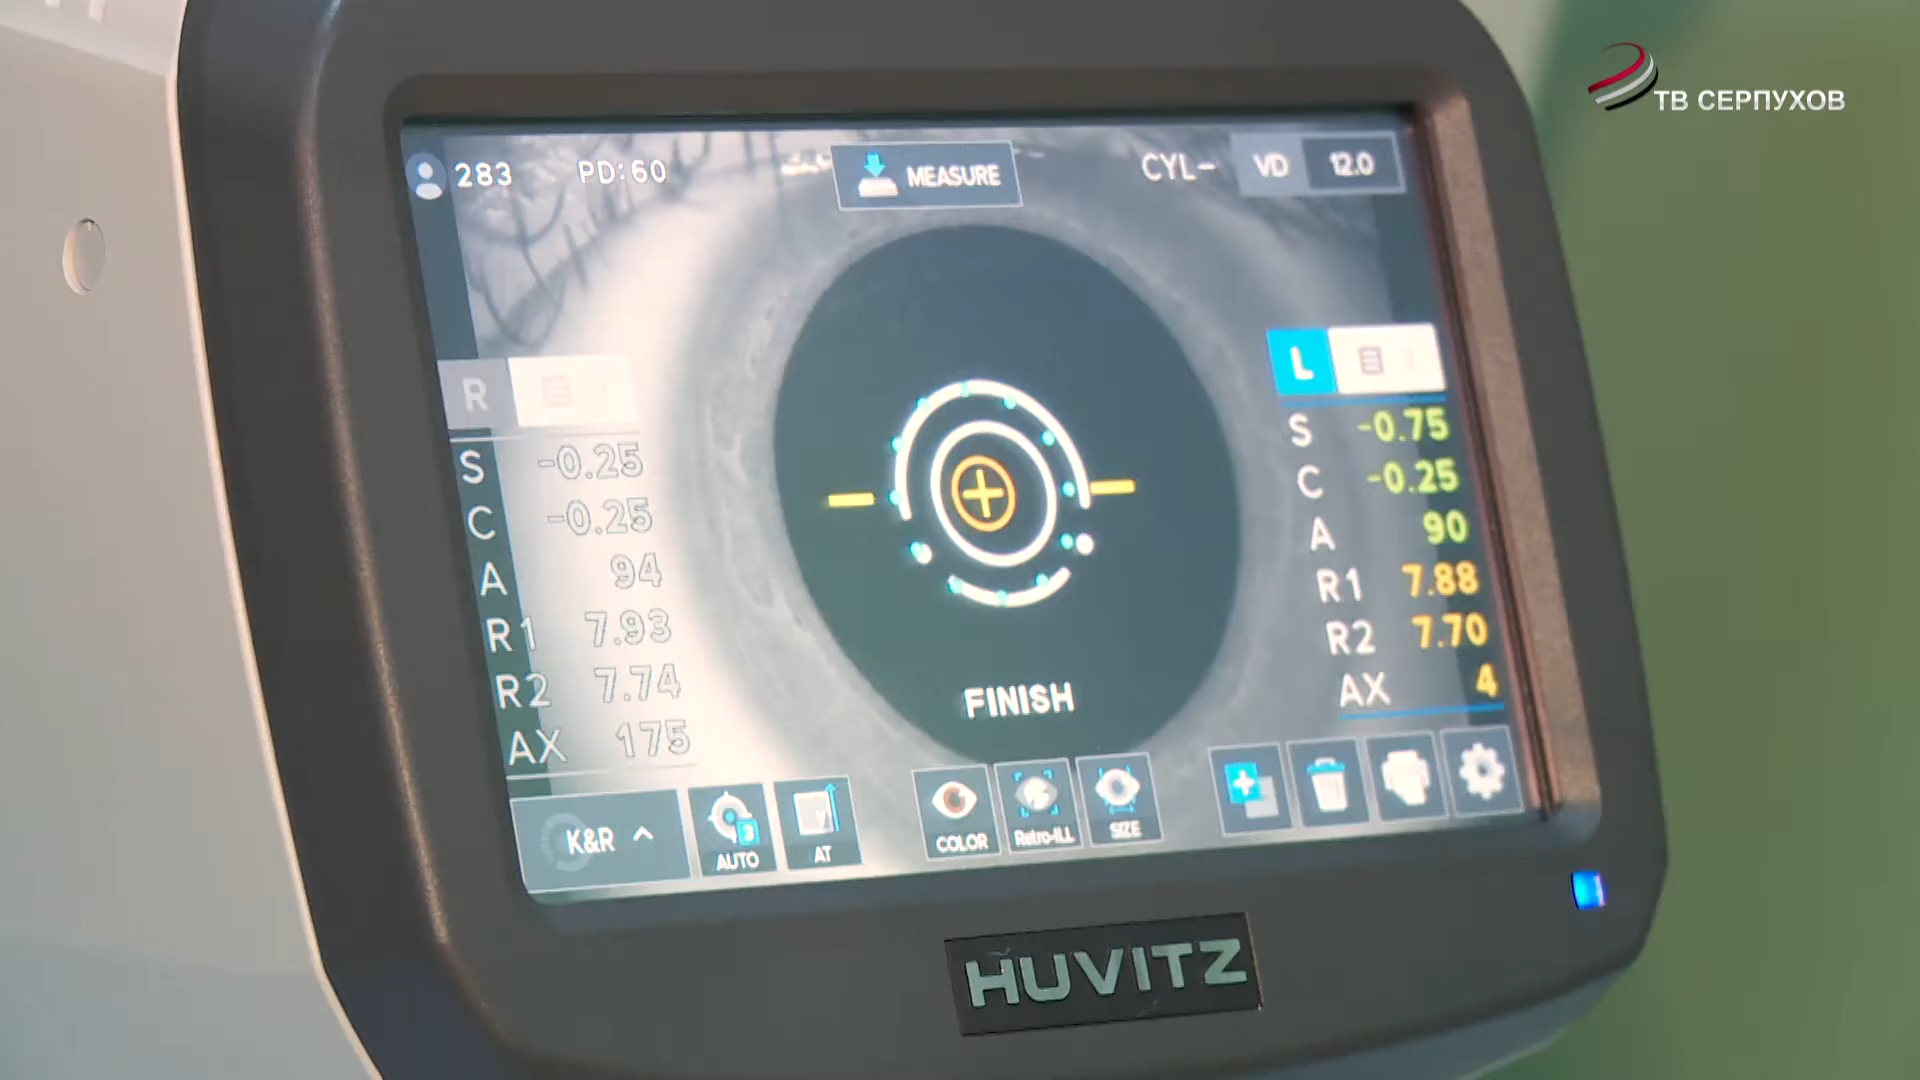 ТВ СЕРПУХОВ
283 PD:60 MEASURE CYL- VD 12.0
R
S -0.25
C -0.25
A 94
R1 7.93
R2 7.74
AX 175
L
S -0.75
C -0.25
A 90
R1 7.88
R2 7.70
AX 4
FINISH
K&R
3
AUTO
AT
COLOR
Retro-ILL
SIZE
HUVITZ